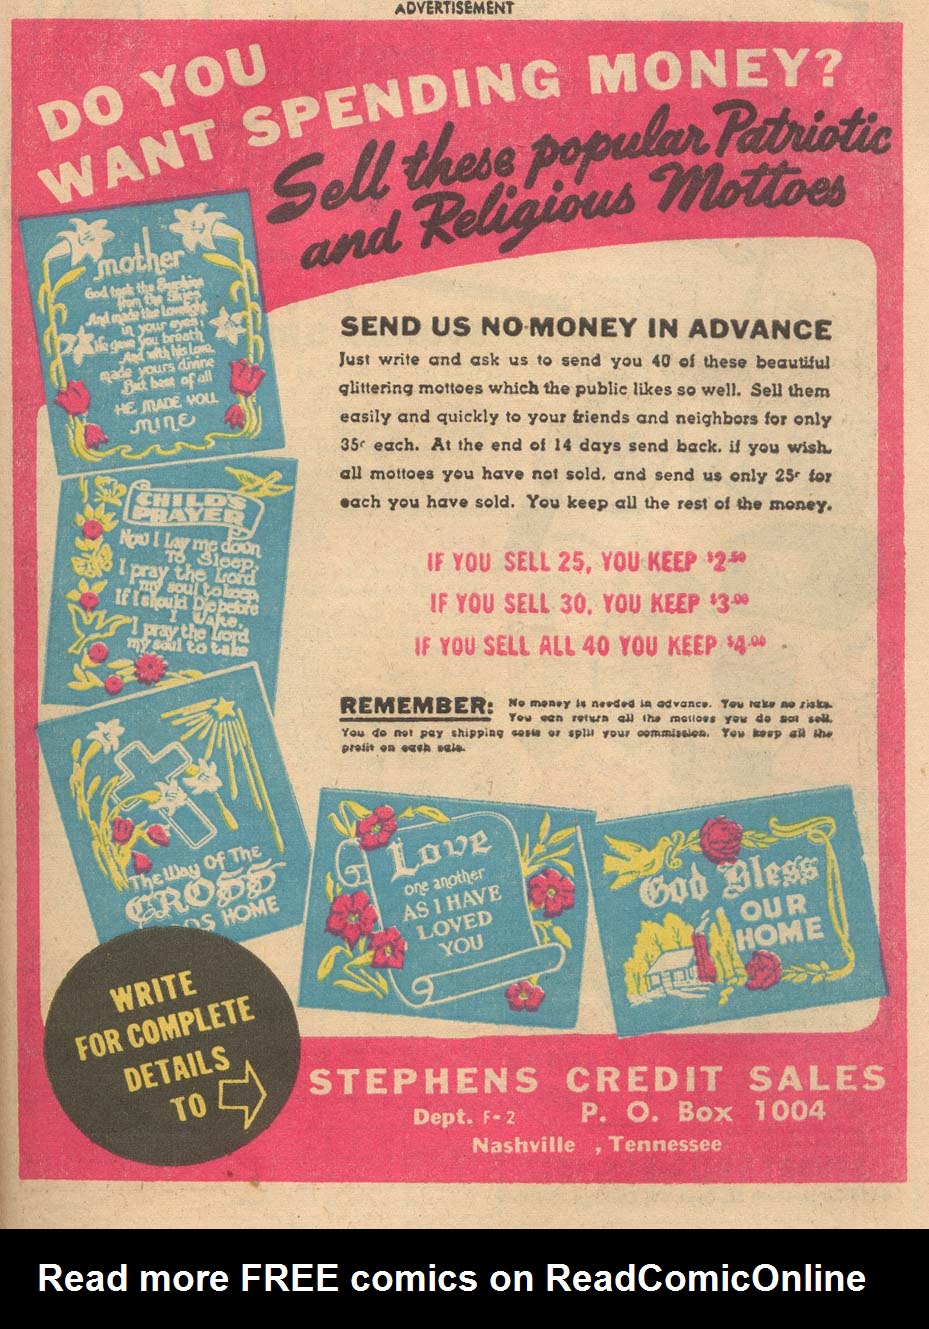 ADVERTISEMENT
DO YOU
WANT SPENDING MONEY?
Sell these popular Patriotic
and Religious Mottoes
mother
God took the Sunshine
from the Skies
And made the Lovelight
in your eyes;
He gave you breath
And with his Love,
made yours divine
But best of all
HE MADE YOU
MINE
CHILD'S
PRAYER
Now I lay me down
To Sleep,
I pray the Lord
my soul to keep,
If I should Die before
I Wake,
I pray the Lord
my soul to take
The Way Of The
CROSS
HOME
SEND US NO MONEY IN ADVANCE
Just write and ask us to send you 40 of these beautiful
glittering mottoes which the public likes so well. Sell them
easily and quickly to your friends and neighbors for only
35c each. At the end of 14 days send back, if you wish,
all mottoes you have not sold, and send us only 25c for
each you have sold. You keep all the rest of the money.
IF YOU SELL 25, YOU KEEP $2.50
IF YOU SELL 30, YOU KEEP $3.00
IF YOU SELL ALL 40 YOU KEEP $4.00
REMEMBER: No money is needed in advance. You take no risks.
You can return all the mottoes you do not sell.
You do not pay shipping costs or split your commission. You keep all the
profit on each sale.
Love
one another
AS I HAVE
LOVED
YOU
God Bless
OUR
HOME
WRITE
FOR COMPLETE
DETAILS
TO
STEPHENS CREDIT SALES
Dept. F-2 P. O. Box 1004
Nashville , Tennessee
Read more FREE comics on ReadComicOnline